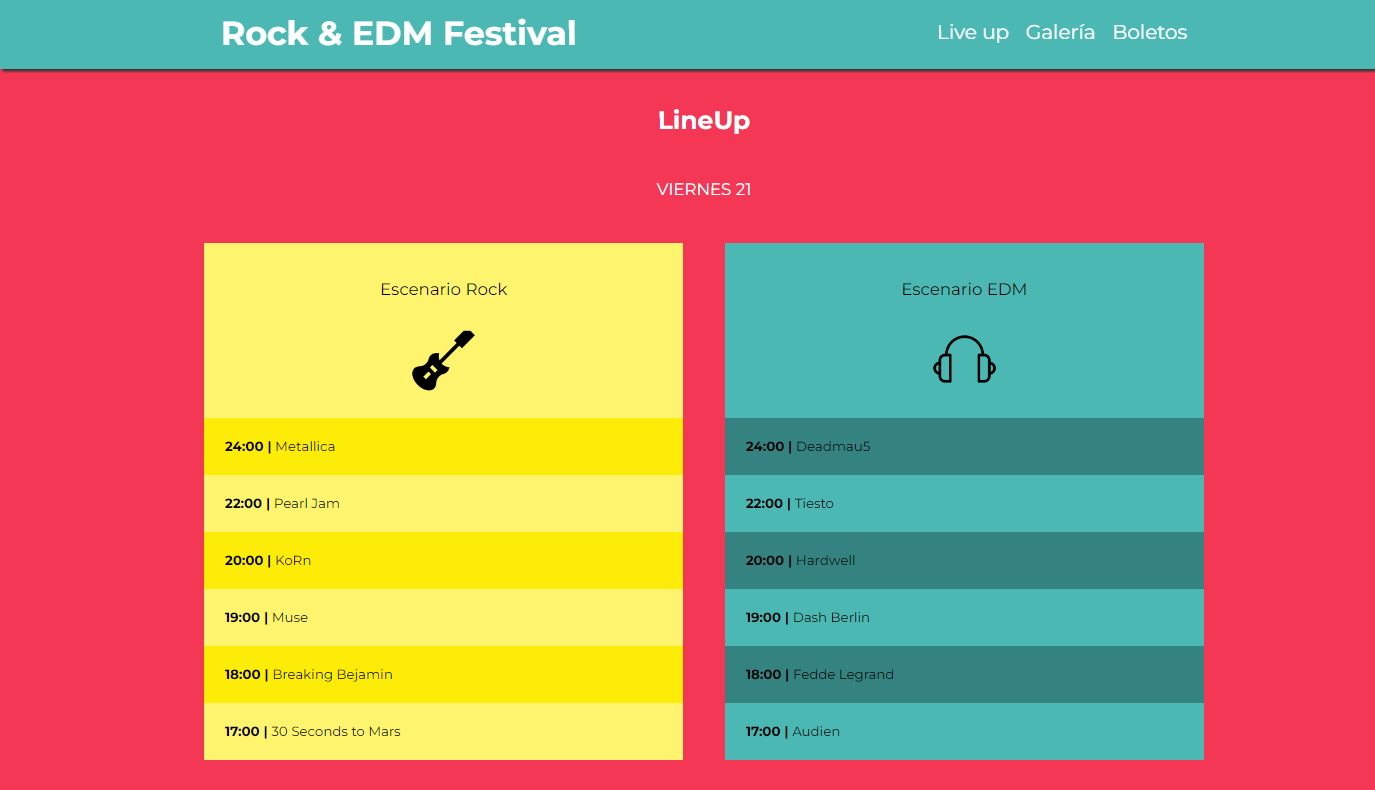 Rock & EDM Festival
Live up Galería Boletos
LineUp
VIERNES 21
Escenario Rock
24:00 | Metallica
22:00 | Pearl Jam
20:00 | KoRn
19:00 | Muse
18:00 | Breaking Bejamin
17:00 | 30 Seconds to Mars
Escenario EDM
24:00 | Deadmau5
22:00 | Tiesto
20:00 | Hardwell
19:00 | Dash Berlin
18:00 | Fedde Legrand
17:00 | Audien